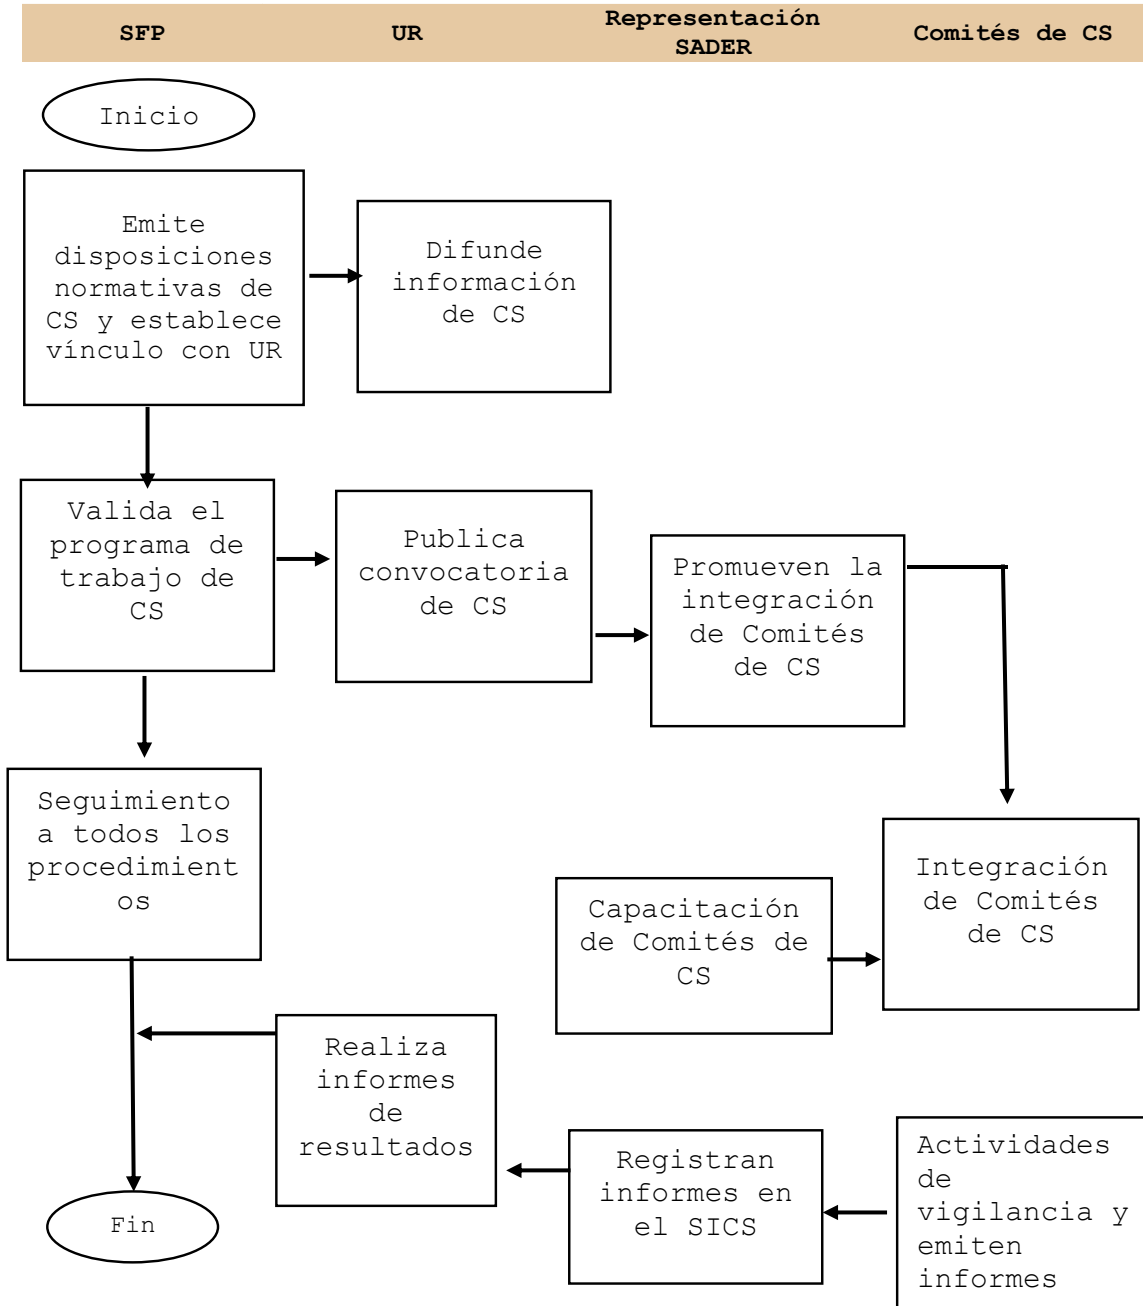 SFP
UR
Representación
SADER
Comités de CS
Inicio
Emite
disposiciones
normativas de
CS y establece
vínculo con UR
Difunde
información
de CS
Valida el
programa de
trabajo de
CS
Publica
convocatoria
de CS
Promueven la
integración
de Comités
de CS
Seguimiento
a todos los
procedimient
os
Capacitación
de Comités de
CS
Integración
de Comités
de CS
Realiza
informes
de
resultados
Registran
informes en
el SICS
Actividades
de
vigilancia y
emiten
informes
Fin